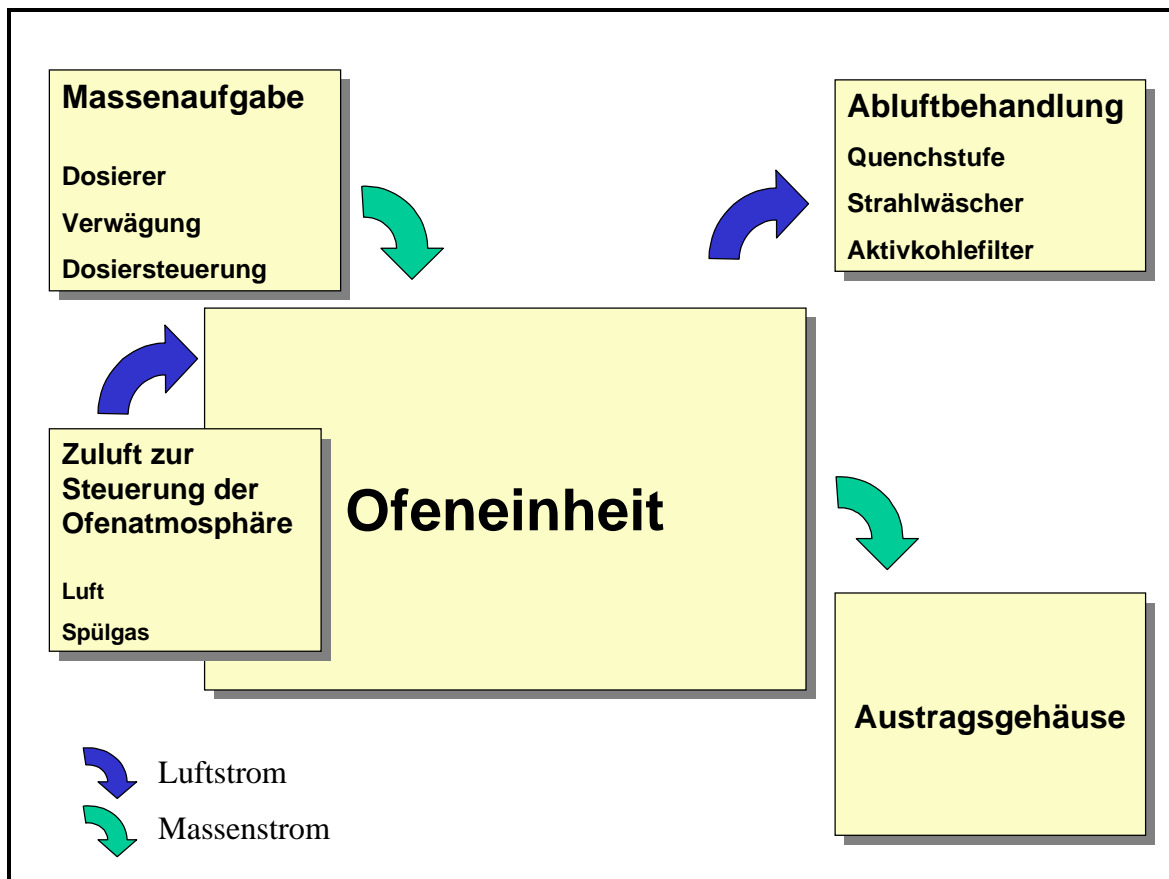 Massenaufgabe
Dosierer
Verwägung
Dosiersteuerung
Abluftbehandlung
Quenchstufe
Strahlwäscher
Aktivkohlefilter
Zuluft zur
Steuerung der
Ofenatmosphäre
Luft
Spülgas
Ofeneinheit
Austragsgehäuse
Luftstrom
Massenstrom